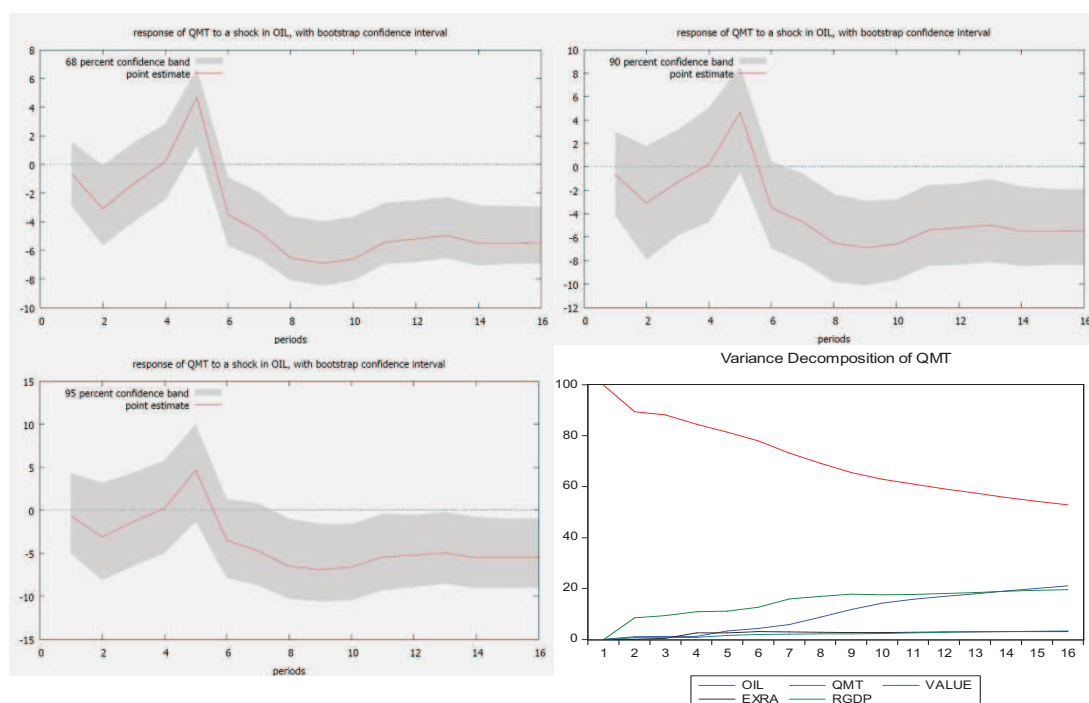 response of QMT to a shock in OIL, with bootstrap confidence interval
68 percent confidence band
point estimate
8
6
4
2
0
-2
-4
-6
-8
-10
0 2 4 6 8 10 12 14 16
periods
response of QMT to a shock in OIL, with bootstrap confidence interval
90 percent confidence band
point estimate
10
8
6
4
2
0
-2
-4
-6
-8
-10
-12
0 2 4 6 8 10 12 14 16
periods
response of QMT to a shock in OIL, with bootstrap confidence interval
95 percent confidence band
point estimate
15
10
5
0
-5
-10
-15
0 2 4 6 8 10 12 14 16
periods
Variance Decomposition of QMT
100
80
60
40
20
0
1 2 3 4 5 6 7 8 9 10 11 12 13 14 15 16
OIL QMT VALUE
EXRA RGDP